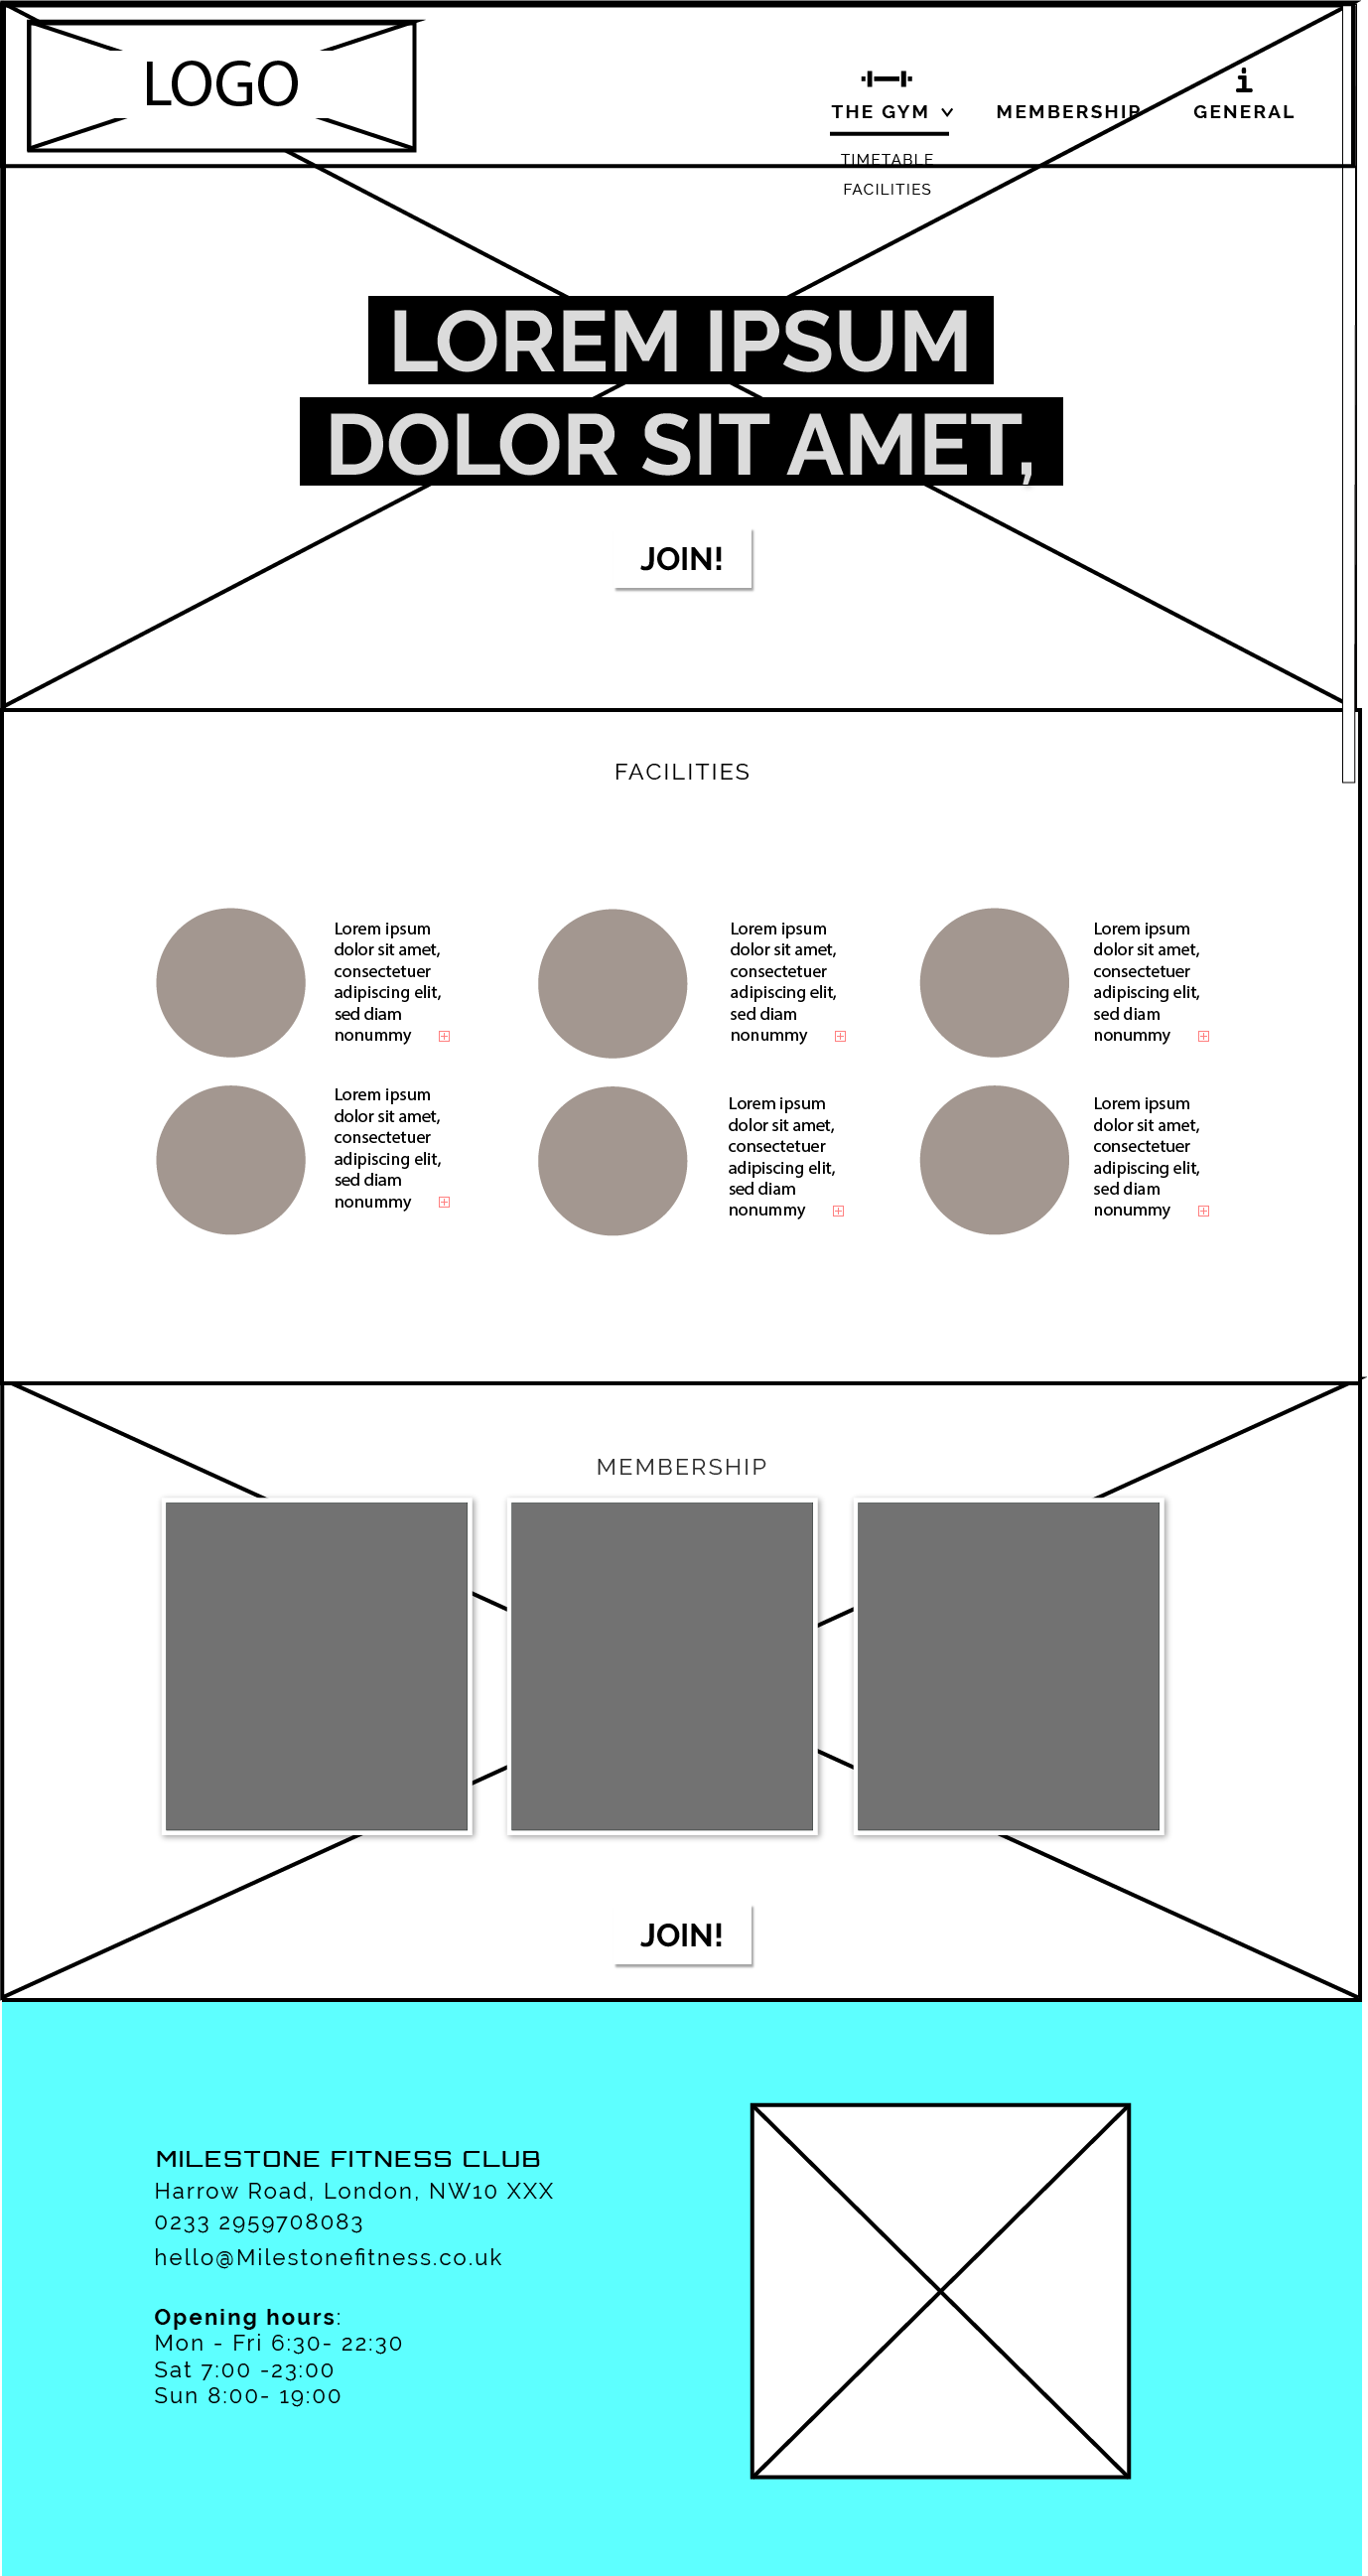 LOGO
THE GYM
MEMBERSHIP
GENERAL
TIMETABLE
FACILITIES
LOREM IPSUM
DOLOR SIT AMET,
JOIN!
FACILITIES
Lorem ipsum
dolor sit amet,
consectetuer
adipiscing elit,
sed diam
nonummy
Lorem ipsum
dolor sit amet,
consectetuer
adipiscing elit,
sed diam
nonummy
Lorem ipsum
dolor sit amet,
consectetuer
adipiscing elit,
sed diam
nonummy
Lorem ipsum
dolor sit amet,
consectetuer
adipiscing elit,
sed diam
nonummy
Lorem ipsum
dolor sit amet,
consectetuer
adipiscing elit,
sed diam
nonummy
Lorem ipsum
dolor sit amet,
consectetuer
adipiscing elit,
sed diam
nonummy
MEMBERSHIP
JOIN!
MILESTONE FITNESS CLUB
Harrow Road, London, NW10 XXX
0233 2959708083
hello@Milestonefitness.co.uk
Opening hours:
Mon - Fri 6:30- 22:30
Sat 7:00 -23:00
Sun 8:00- 19:00